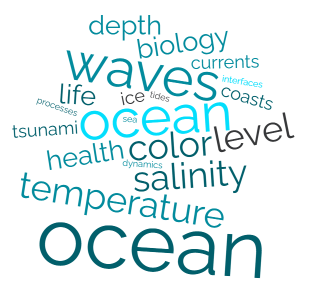 depth
biology
waves
currents
interfaces
life
ice
tides
coasts
processes
tsunami
sea
ocean
color
level
health
dynamics
salinity
temperature
ocean